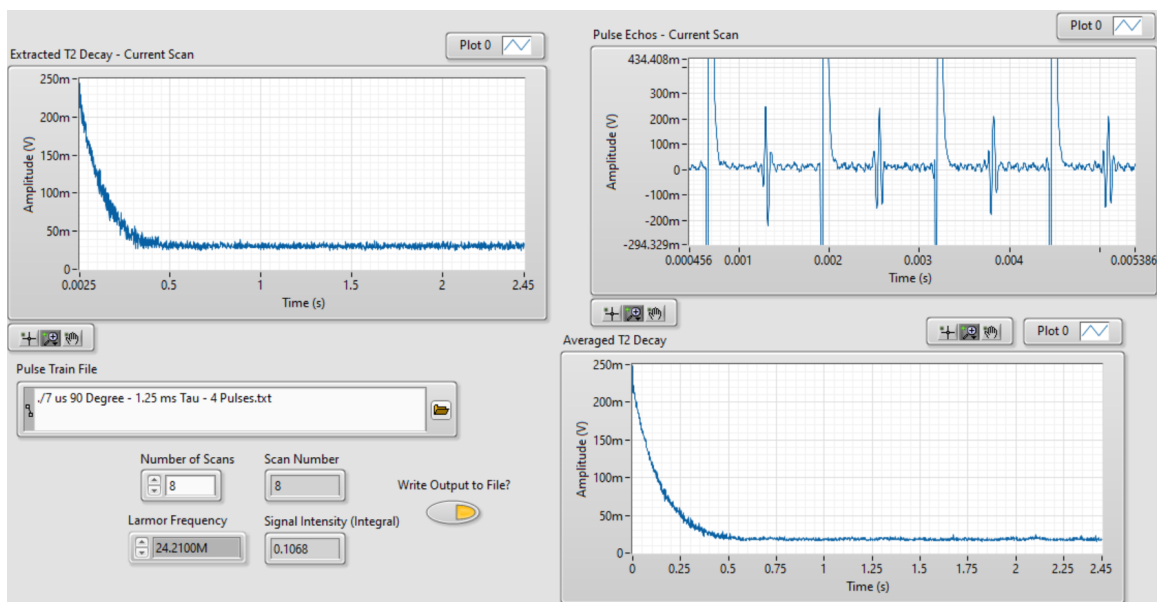 Extracted T2 Decay - Current Scan
Plot 0
250m
200m
150m
100m
50m
0
Amplitude (V)
0.0025 0.5 1 1.5 2 2.45
Time (s)
Pulse Echos - Current Scan
Plot 0
434.408m
300m
200m
100m
0
-100m
-200m
-294.329m
Amplitude (V)
0.000456 0.001 0.002 0.003 0.004 0.005386
Time (s)
Pulse Train File
./7 us 90 Degree - 1.25 ms Tau - 4 Pulses.txt
Number of Scans
8
Scan Number
8
Write Output to File?
Larmor Frequency
24.2100M
Signal Intensity (Integral)
0.1068
Averaged T2 Decay
Plot 0
250m
200m
150m
100m
50m
0
Amplitude (V)
0 0.25 0.5 0.75 1 1.25 1.5 1.75 2 2.25 2.45
Time (s)